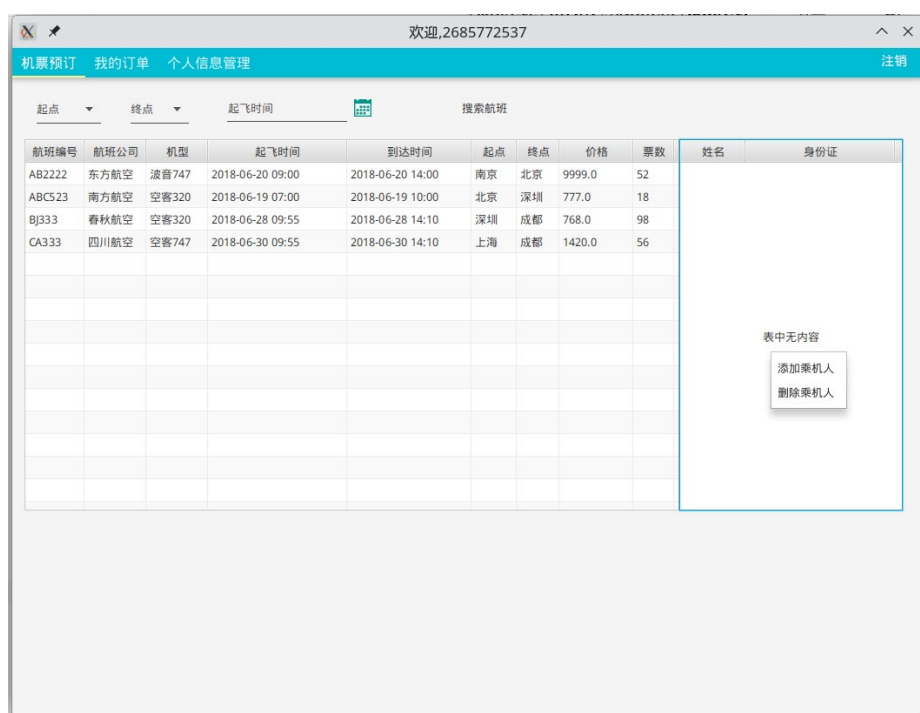 欢迎,2685772537
机票预订 我的订单 个人信息管理 注销
起点 终点 起飞时间 搜索航班
航班编号 航班公司 机型 起飞时间 到达时间 起点 终点 价格 票数 姓名 身份证
AB2222 东方航空 波音747 2018-06-20 09:00 2018-06-20 14:00 南京 北京 9999.0 52
ABC523 南方航空 空客320 2018-06-19 07:00 2018-06-19 10:00 北京 深圳 777.0 18
BJ333 春秋航空 空客320 2018-06-28 09:55 2018-06-28 14:10 深圳 成都 768.0 98
CA333 四川航空 空客747 2018-06-30 09:55 2018-06-30 14:10 上海 成都 1420.0 56
表中无内容
添加乘机人
删除乘机人